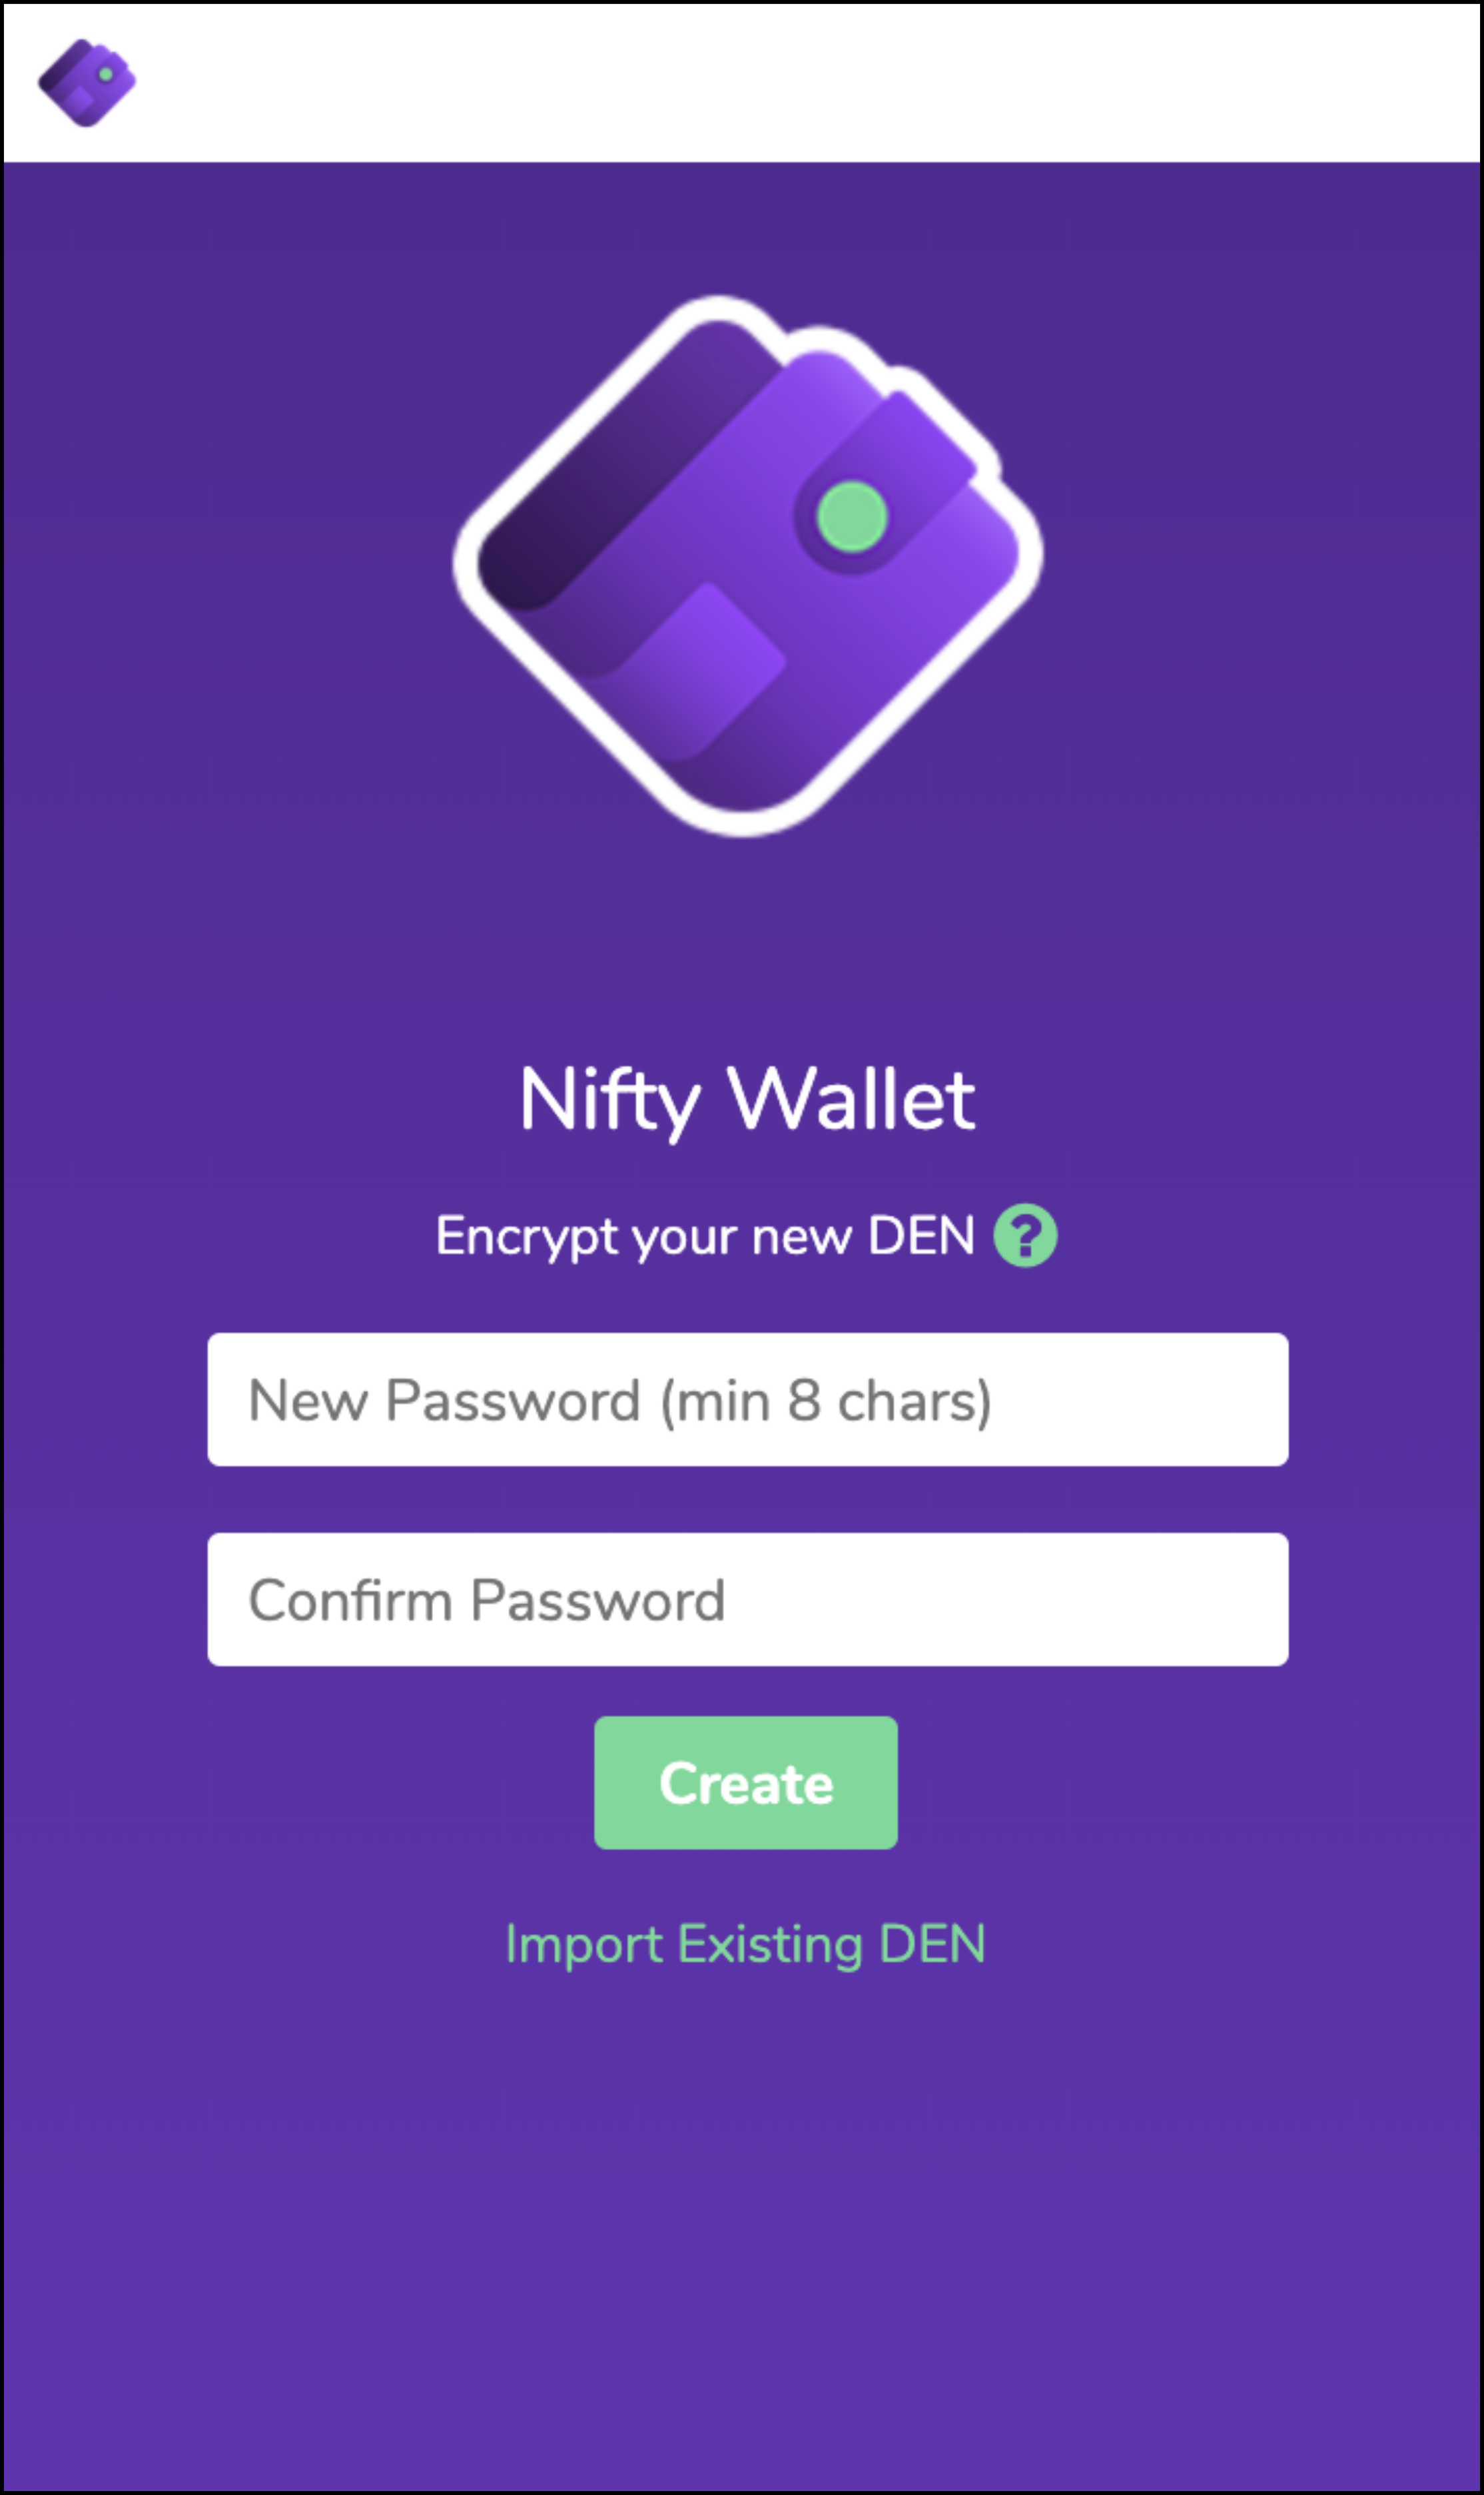 Nifty Wallet
Encrypt your new DEN ?
New Password (min 8 chars)
Confirm Password
Create
Import Existing DEN